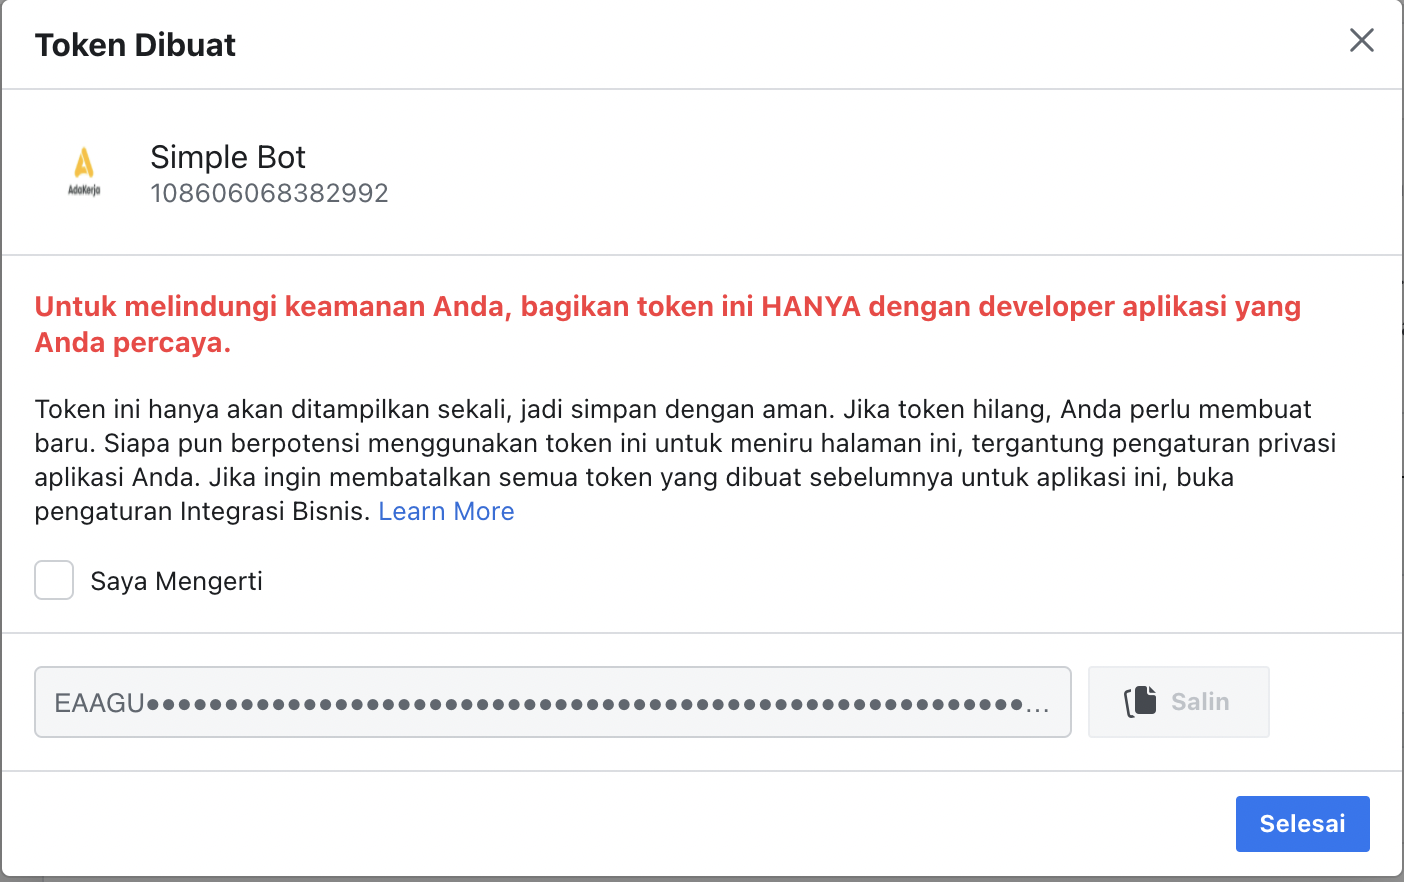 Token Dibuat
AdaKerja
Simple Bot
108606068382992
Untuk melindungi keamanan Anda, bagikan token ini HANYA dengan developer aplikasi yang
Anda percaya.
Token ini hanya akan ditampilkan sekali, jadi simpan dengan aman. Jika token hilang, Anda perlu membuat
baru. Siapa pun berpotensi menggunakan token ini untuk meniru halaman ini, tergantung pengaturan privasi
aplikasi Anda. Jika ingin membatalkan semua token yang dibuat sebelumnya untuk aplikasi ini, buka
pengaturan Integrasi Bisnis. Learn More
Saya Mengerti
EAAGU●●●●●●●●●●●●●●●●●●●●●●●●●●●●●●●●●●●●●●●●●●●●●●●●●●●●●●●●...
Salin
Selesai